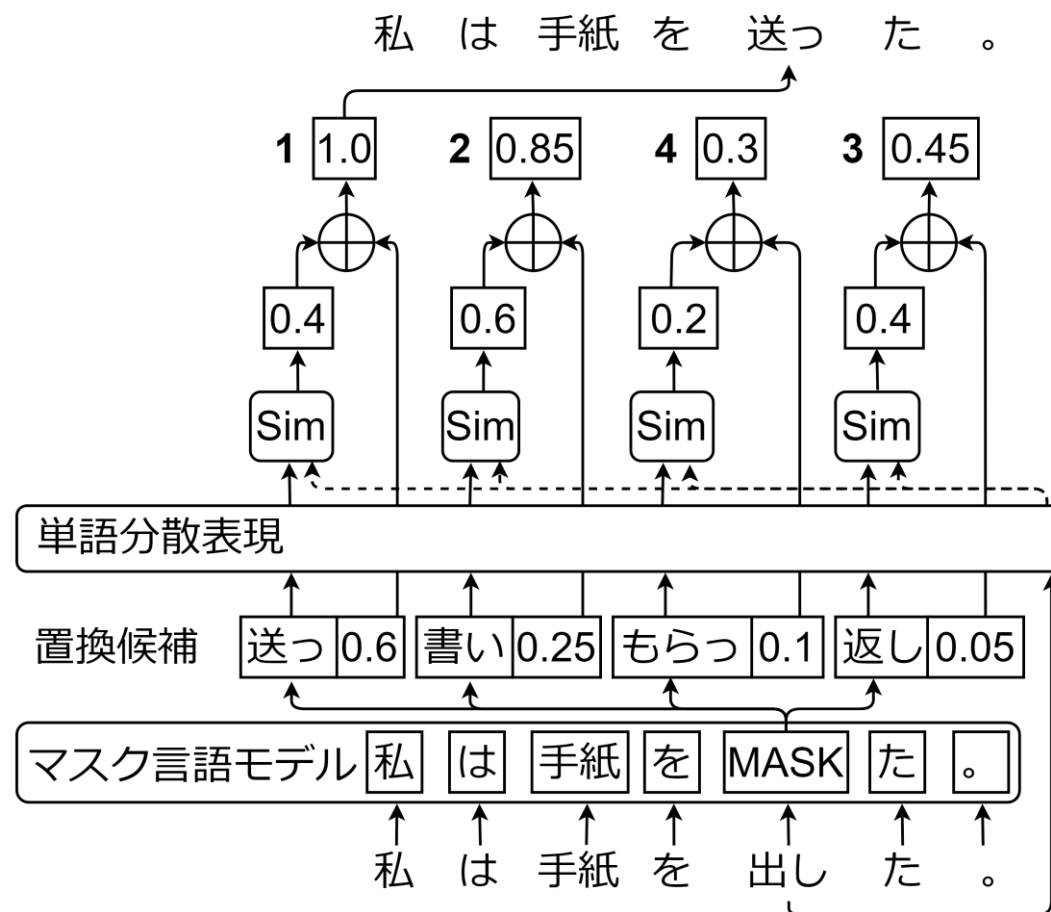 私 は 手紙 を 送っ た 。
1 1.0 2 0.85 4 0.3 3 0.45
0.4 0.6 0.2 0.4
Sim Sim Sim Sim
単語分散表現
置換候補 送っ 0.6 書い 0.25 もらっ 0.1 返し 0.05
マスク言語モデル 私 は 手紙 を MASK た 。
私 は 手紙 を 出し た 。